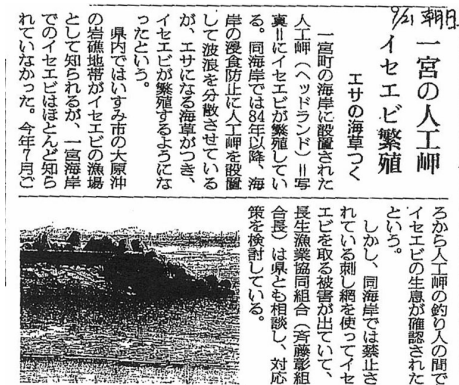 9/21 朝日
一宮の人工岬
イセエビ繁殖
エサの海草つく
一宮町の海岸に設置された
人工岬(ヘッドランド)=写
真=にイセエビが繁殖してい
る。同海岸では84年以降、海
岸の浸食防止に人工岬を設置
して波浪を分散させている
が、エサになる海草がつき、
イセエビが繁殖するようにな
ったという。
県内ではいすみ市の大原沖
の岩礁地帯がイセエビの漁場
として知られるが、一宮海岸
でのイセエビはほとんど知ら
れていなかった。今年7月ご
ろから人工岬の釣り人の間で
イセエビの生息が確認された
という。
しかし、同海岸では禁止さ
れている刺し網を使ってイセ
エビを取る被害が出ていて、
長生漁業協同組合(斉藤彰組
合長)は県とも相談し、対応
策を検討している。